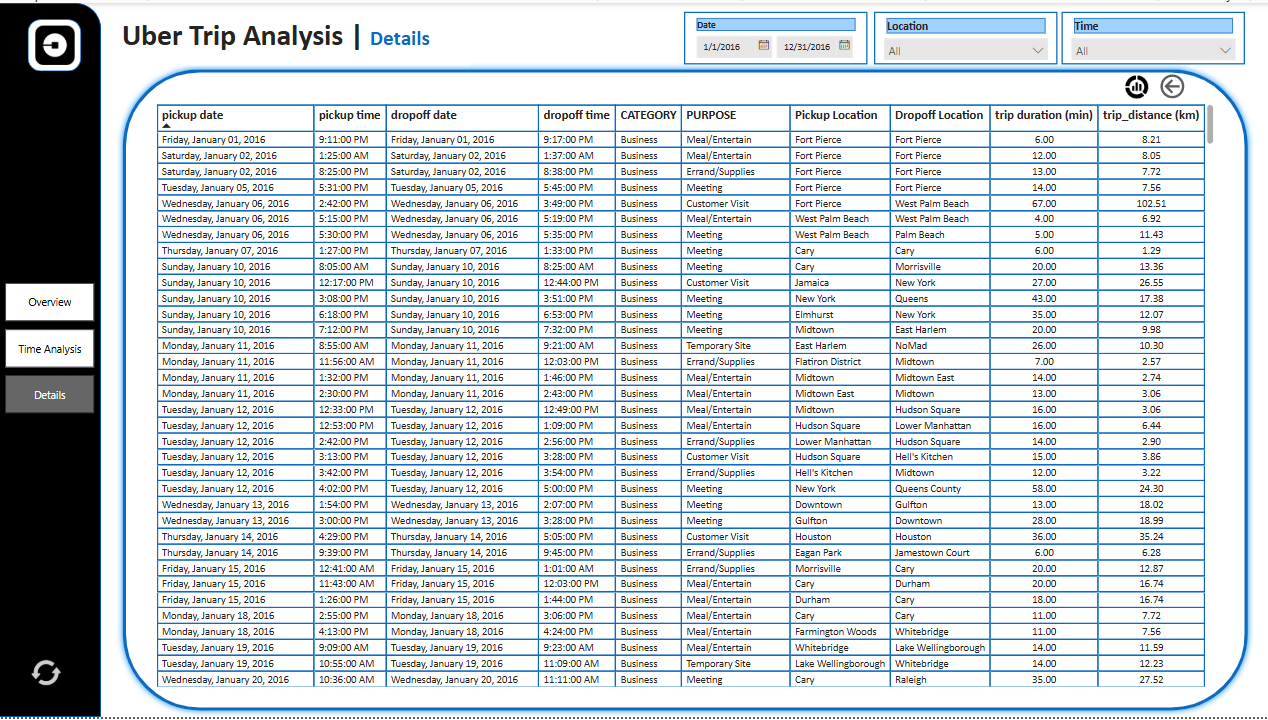 Uber Trip Analysis | Details
Date
1/1/2016 12/31/2016
Location
All
Time
All
Overview
Time Analysis
Details
pickup date pickup time dropoff date dropoff time CATEGORY PURPOSE Pickup Location Dropoff Location trip duration (min) trip_distance (km)
Friday, January 01, 2016 9:11:00 PM Friday, January 01, 2016 9:17:00 PM Business Meal/Entertain Fort Pierce Fort Pierce 6.00 8.21
Saturday, January 02, 2016 1:25:00 AM Saturday, January 02, 2016 1:37:00 AM Business Meal/Entertain Fort Pierce Fort Pierce 12.00 8.05
Saturday, January 02, 2016 8:25:00 PM Saturday, January 02, 2016 8:38:00 PM Business Errand/Supplies Fort Pierce Fort Pierce 13.00 7.72
Tuesday, January 05, 2016 5:31:00 PM Tuesday, January 05, 2016 5:45:00 PM Business Meeting Fort Pierce Fort Pierce 14.00 7.56
Wednesday, January 06, 2016 2:42:00 PM Wednesday, January 06, 2016 3:49:00 PM Business Customer Visit Fort Pierce West Palm Beach 67.00 102.51
Wednesday, January 06, 2016 5:15:00 PM Wednesday, January 06, 2016 5:19:00 PM Business Meal/Entertain West Palm Beach West Palm Beach 4.00 6.92
Wednesday, January 06, 2016 5:30:00 PM Wednesday, January 06, 2016 5:35:00 PM Business Meeting West Palm Beach Palm Beach 5.00 11.43
Thursday, January 07, 2016 1:27:00 PM Thursday, January 07, 2016 1:33:00 PM Business Meeting Cary Cary 6.00 1.29
Sunday, January 10, 2016 8:05:00 AM Sunday, January 10, 2016 8:25:00 AM Business Meeting Cary Morrisville 20.00 13.36
Sunday, January 10, 2016 12:17:00 PM Sunday, January 10, 2016 12:44:00 PM Business Customer Visit Jamaica New York 27.00 26.55
Sunday, January 10, 2016 3:08:00 PM Sunday, January 10, 2016 3:51:00 PM Business Meeting New York Queens 43.00 17.38
Sunday, January 10, 2016 6:18:00 PM Sunday, January 10, 2016 6:53:00 PM Business Meeting Elmhurst New York 35.00 12.07
Sunday, January 10, 2016 7:12:00 PM Sunday, January 10, 2016 7:32:00 PM Business Meeting Midtown East Harlem 20.00 9.98
Monday, January 11, 2016 8:55:00 AM Monday, January 11, 2016 9:21:00 AM Business Temporary Site East Harlem NoMad 26.00 10.30
Monday, January 11, 2016 11:56:00 AM Monday, January 11, 2016 12:03:00 PM Business Errand/Supplies Flatiron District Midtown 7.00 2.57
Monday, January 11, 2016 1:32:00 PM Monday, January 11, 2016 1:46:00 PM Business Meal/Entertain Midtown Midtown East 14.00 2.74
Monday, January 11, 2016 2:30:00 PM Monday, January 11, 2016 2:43:00 PM Business Meal/Entertain Midtown East Midtown 13.00 3.06
Tuesday, January 12, 2016 12:33:00 PM Tuesday, January 12, 2016 12:49:00 PM Business Meal/Entertain Midtown Hudson Square 16.00 3.06
Tuesday, January 12, 2016 12:53:00 PM Tuesday, January 12, 2016 1:09:00 PM Business Meal/Entertain Hudson Square Lower Manhattan 16.00 6.44
Tuesday, January 12, 2016 2:42:00 PM Tuesday, January 12, 2016 2:56:00 PM Business Errand/Supplies Lower Manhattan Hudson Square 14.00 2.90
Tuesday, January 12, 2016 3:13:00 PM Tuesday, January 12, 2016 3:28:00 PM Business Customer Visit Hudson Square Hell's Kitchen 15.00 3.86
Tuesday, January 12, 2016 3:42:00 PM Tuesday, January 12, 2016 3:54:00 PM Business Errand/Supplies Hell's Kitchen Midtown 12.00 3.22
Tuesday, January 12, 2016 4:02:00 PM Tuesday, January 12, 2016 5:00:00 PM Business Meeting New York Queens County 58.00 24.30
Wednesday, January 13, 2016 1:54:00 PM Wednesday, January 13, 2016 2:07:00 PM Business Meeting Downtown Gulfton 13.00 18.02
Wednesday, January 13, 2016 3:00:00 PM Wednesday, January 13, 2016 3:28:00 PM Business Meeting Gulfton Downtown 28.00 18.99
Thursday, January 14, 2016 4:29:00 PM Thursday, January 14, 2016 5:05:00 PM Business Customer Visit Houston Houston 36.00 35.24
Thursday, January 14, 2016 9:39:00 PM Thursday, January 14, 2016 9:45:00 PM Business Errand/Supplies Eagan Park Jamestown Court 6.00 6.28
Friday, January 15, 2016 12:41:00 AM Friday, January 15, 2016 1:01:00 AM Business Errand/Supplies Morrisville Cary 20.00 12.87
Friday, January 15, 2016 11:43:00 AM Friday, January 15, 2016 12:03:00 PM Business Meal/Entertain Cary Durham 20.00 16.74
Friday, January 15, 2016 1:26:00 PM Friday, January 15, 2016 1:44:00 PM Business Meal/Entertain Durham Cary 18.00 16.74
Monday, January 18, 2016 2:55:00 PM Monday, January 18, 2016 3:06:00 PM Business Meal/Entertain Cary Cary 11.00 7.72
Monday, January 18, 2016 4:13:00 PM Monday, January 18, 2016 4:24:00 PM Business Meal/Entertain Farmington Woods Whitebridge 11.00 7.56
Tuesday, January 19, 2016 9:09:00 AM Tuesday, January 19, 2016 9:23:00 AM Business Meal/Entertain Whitebridge Lake Wellingborough 14.00 11.59
Tuesday, January 19, 2016 10:55:00 AM Tuesday, January 19, 2016 11:09:00 AM Business Temporary Site Lake Wellingborough Whitebridge 14.00 12.23
Wednesday, January 20, 2016 10:36:00 AM Wednesday, January 20, 2016 11:11:00 AM Business Meeting Cary Raleigh 35.00 27.52